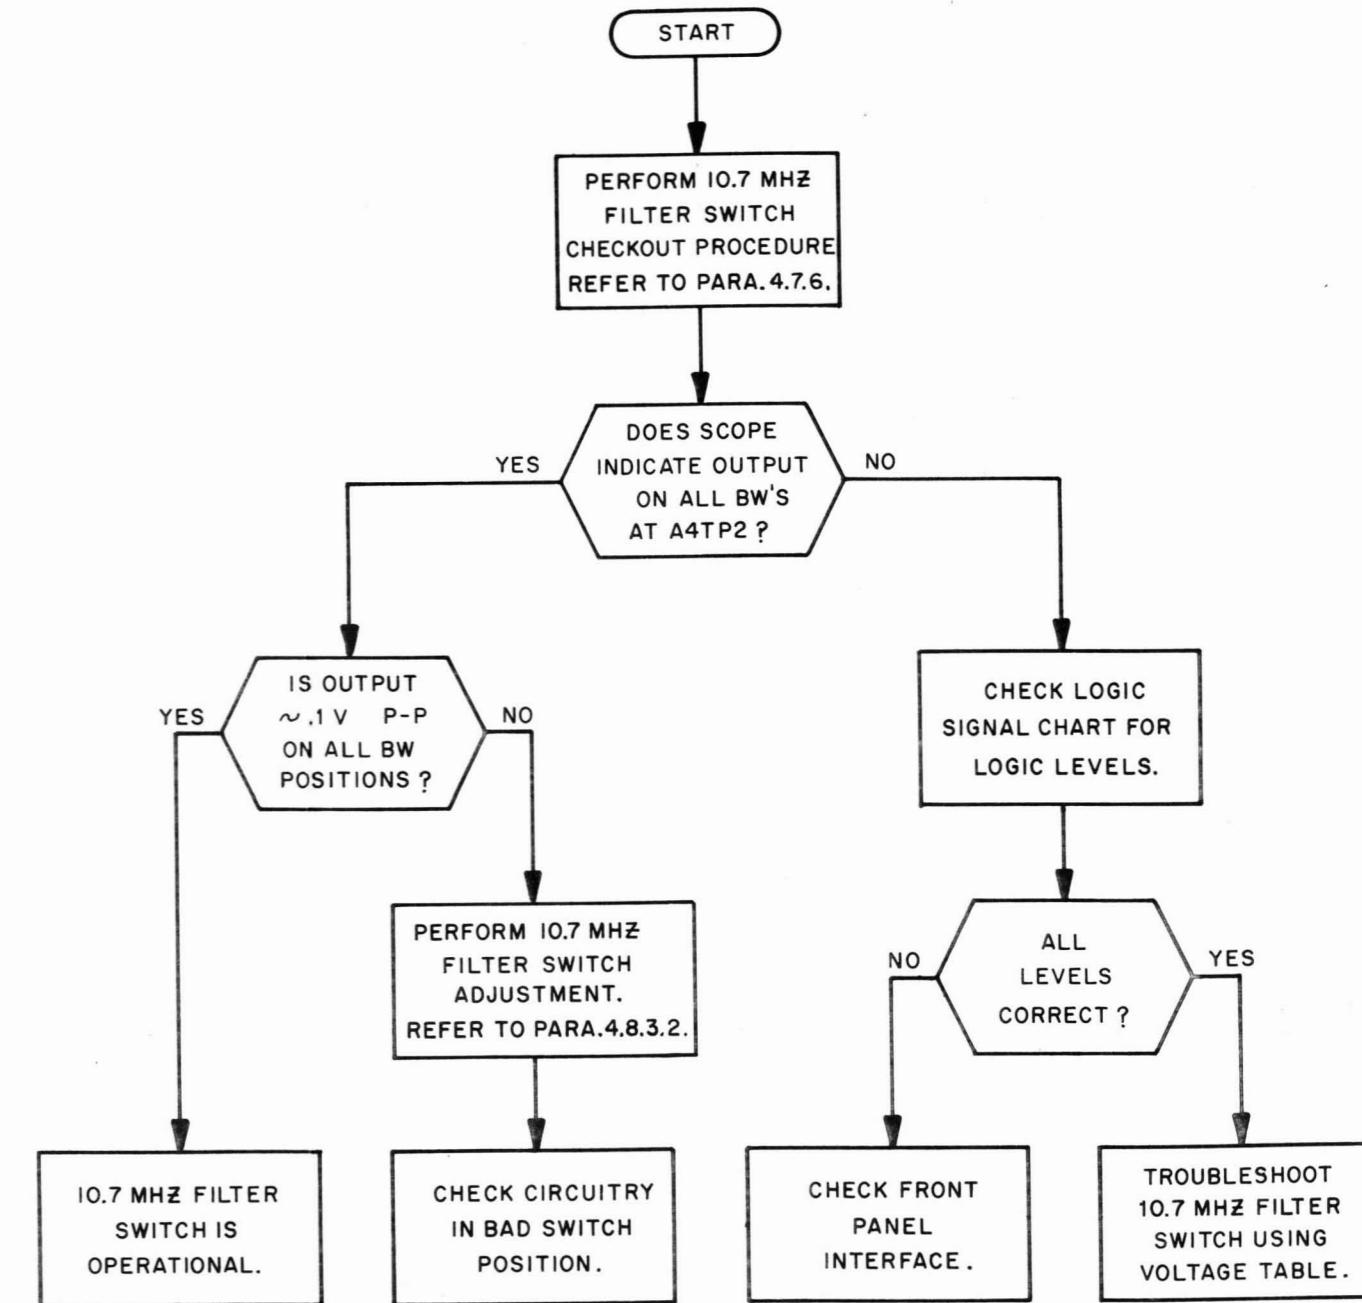 START
PERFORM 10.7 MHZ
FILTER SWITCH
CHECKOUT PROCEDURE
REFER TO PARA.4.7.6.
DOES SCOPE
INDICATE OUTPUT
ON ALL BW'S
AT A4TP2?
YES
NO
IS OUTPUT
~.1 V P-P
ON ALL BW
POSITIONS?
YES
NO
CHECK LOGIC
SIGNAL CHART FOR
LOGIC LEVELS.
PERFORM 10.7 MHZ
FILTER SWITCH
ADJUSTMENT.
REFER TO PARA.4.8.3.2.
ALL
LEVELS
CORRECT?
NO
YES
10.7 MHZ FILTER
SWITCH IS
OPERATIONAL.
CHECK CIRCUITRY
IN BAD SWITCH
POSITION.
CHECK FRONT
PANEL
INTERFACE.
TROUBLESHOOT
10.7 MHZ FILTER
SWITCH USING
VOLTAGE TABLE.